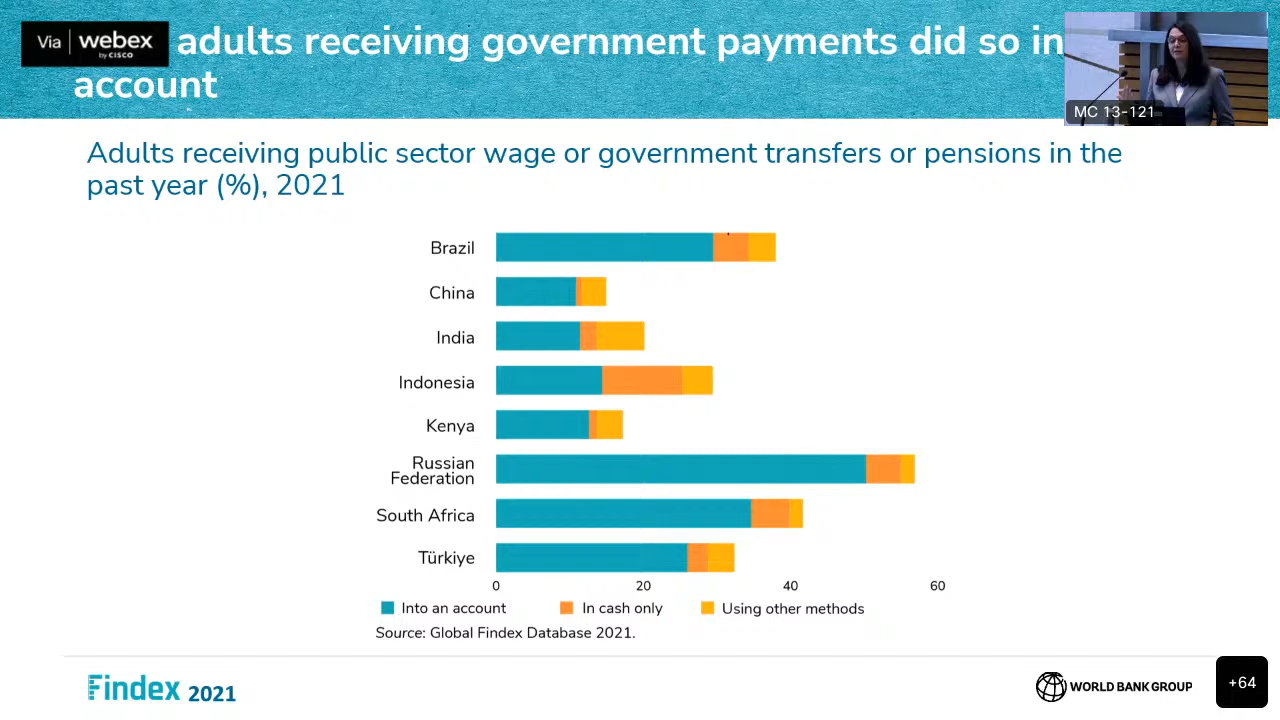 Via webex
by CISCO
adults receiving government payments did so in
account
MC 13-121
Adults receiving public sector wage or government transfers or pensions in the
past year (%), 2021
Brazil
China
India
Indonesia
Kenya
Russian
Federation
South Africa
Türkiye
0 20 40 60
Into an account In cash only Using other methods
Source: Global Findex Database 2021.
Findex 2021
WORLD BANK GROUP
+64